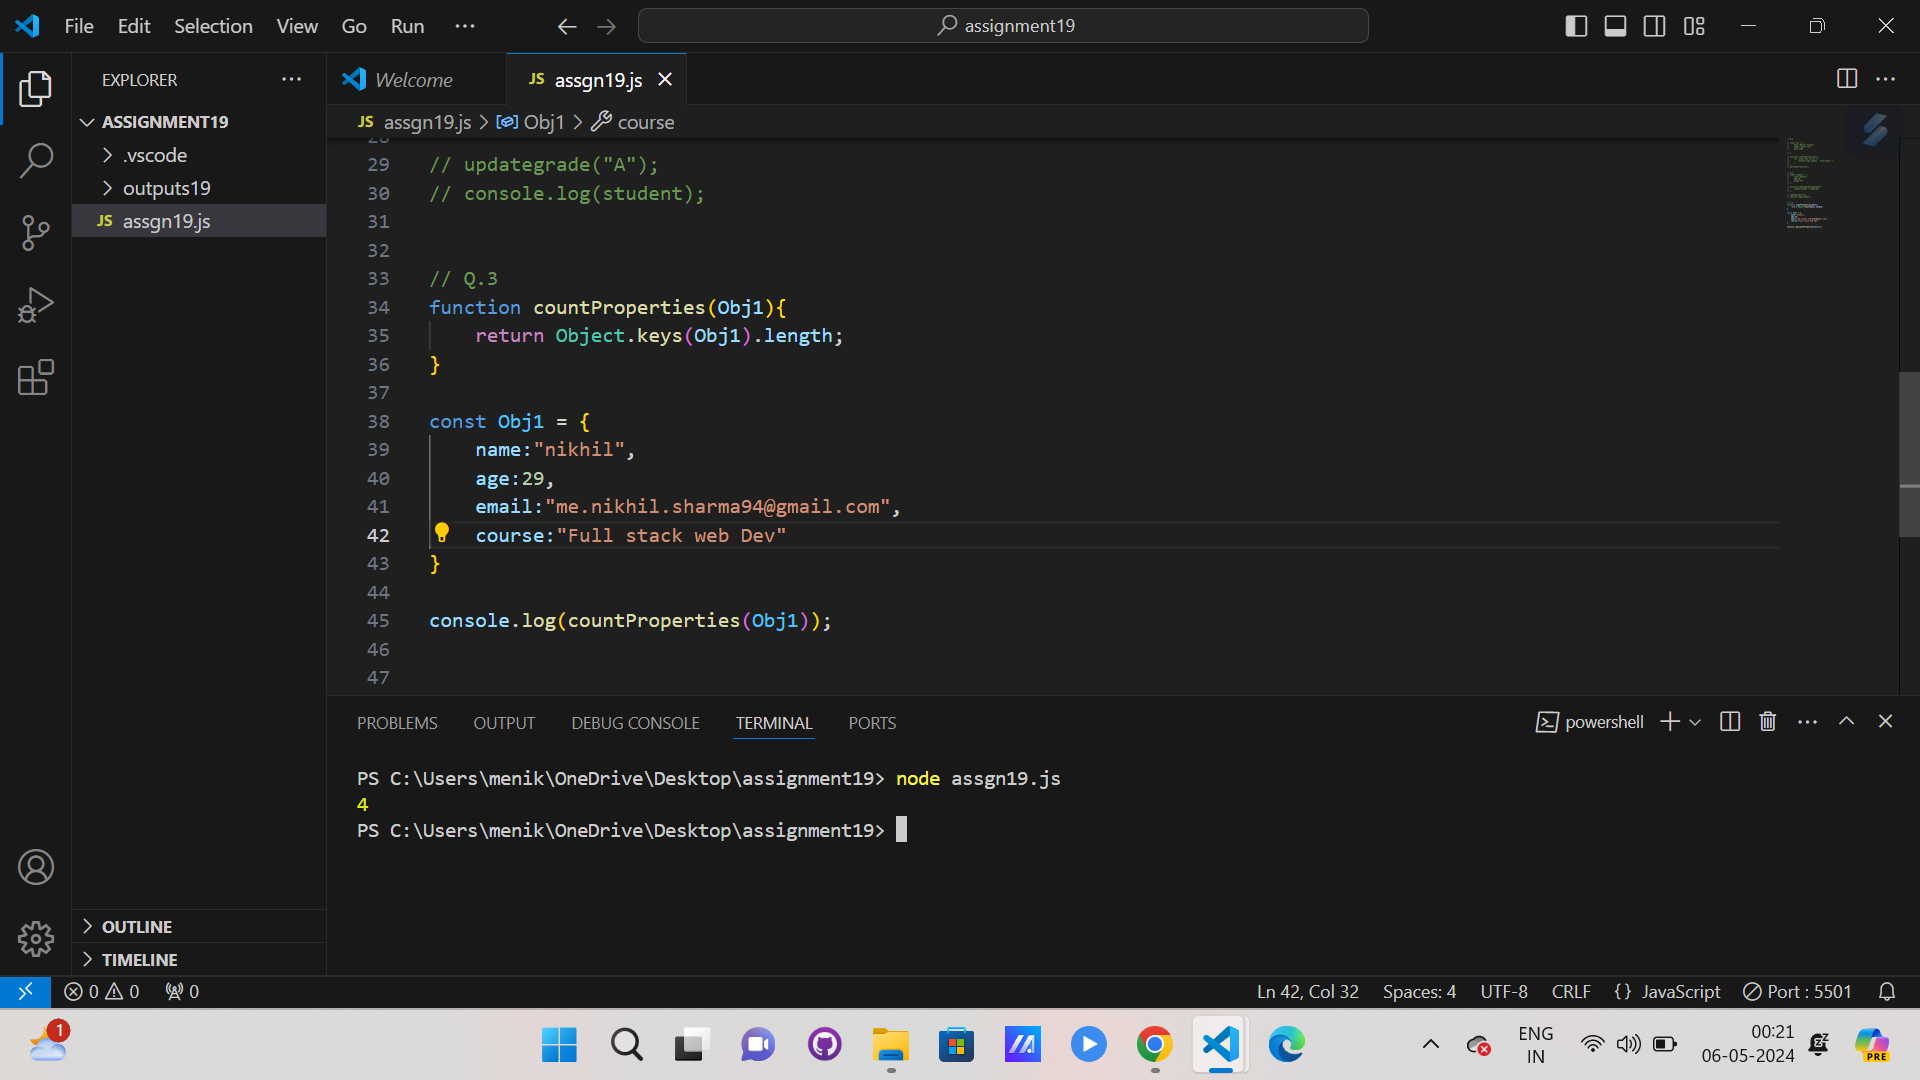 File Edit Selection View Go Run ··· assignment19
EXPLORER ···
ASSIGNMENT19
.vscode
outputs19
JS assgn19.js
OUTLINE
TIMELINE
Welcome JS assgn19.js
JS assgn19.js > Obj1 > course
28
29 // updategrade("A");
30 // console.log(student);
31
32
33 // Q.3
34 function countProperties(Obj1){
35 return Object.keys(Obj1).length;
36 }
37
38 const Obj1 = {
39 name:"nikhil",
40 age:29,
41 email:"me.nikhil.sharma94@gmail.com",
42 course:"Full stack web Dev"
43 }
44
45 console.log(countProperties(Obj1));
46
47
PROBLEMS OUTPUT DEBUG CONSOLE TERMINAL PORTS powershell
PS C:\Users\menik\OneDrive\Desktop\assignment19> node assgn19.js
4
PS C:\Users\menik\OneDrive\Desktop\assignment19>
0 0 0 Ln 42, Col 32 Spaces: 4 UTF-8 CRLF {} JavaScript Port : 5501
1 ENG 00:21
IN 06-05-2024 PRE